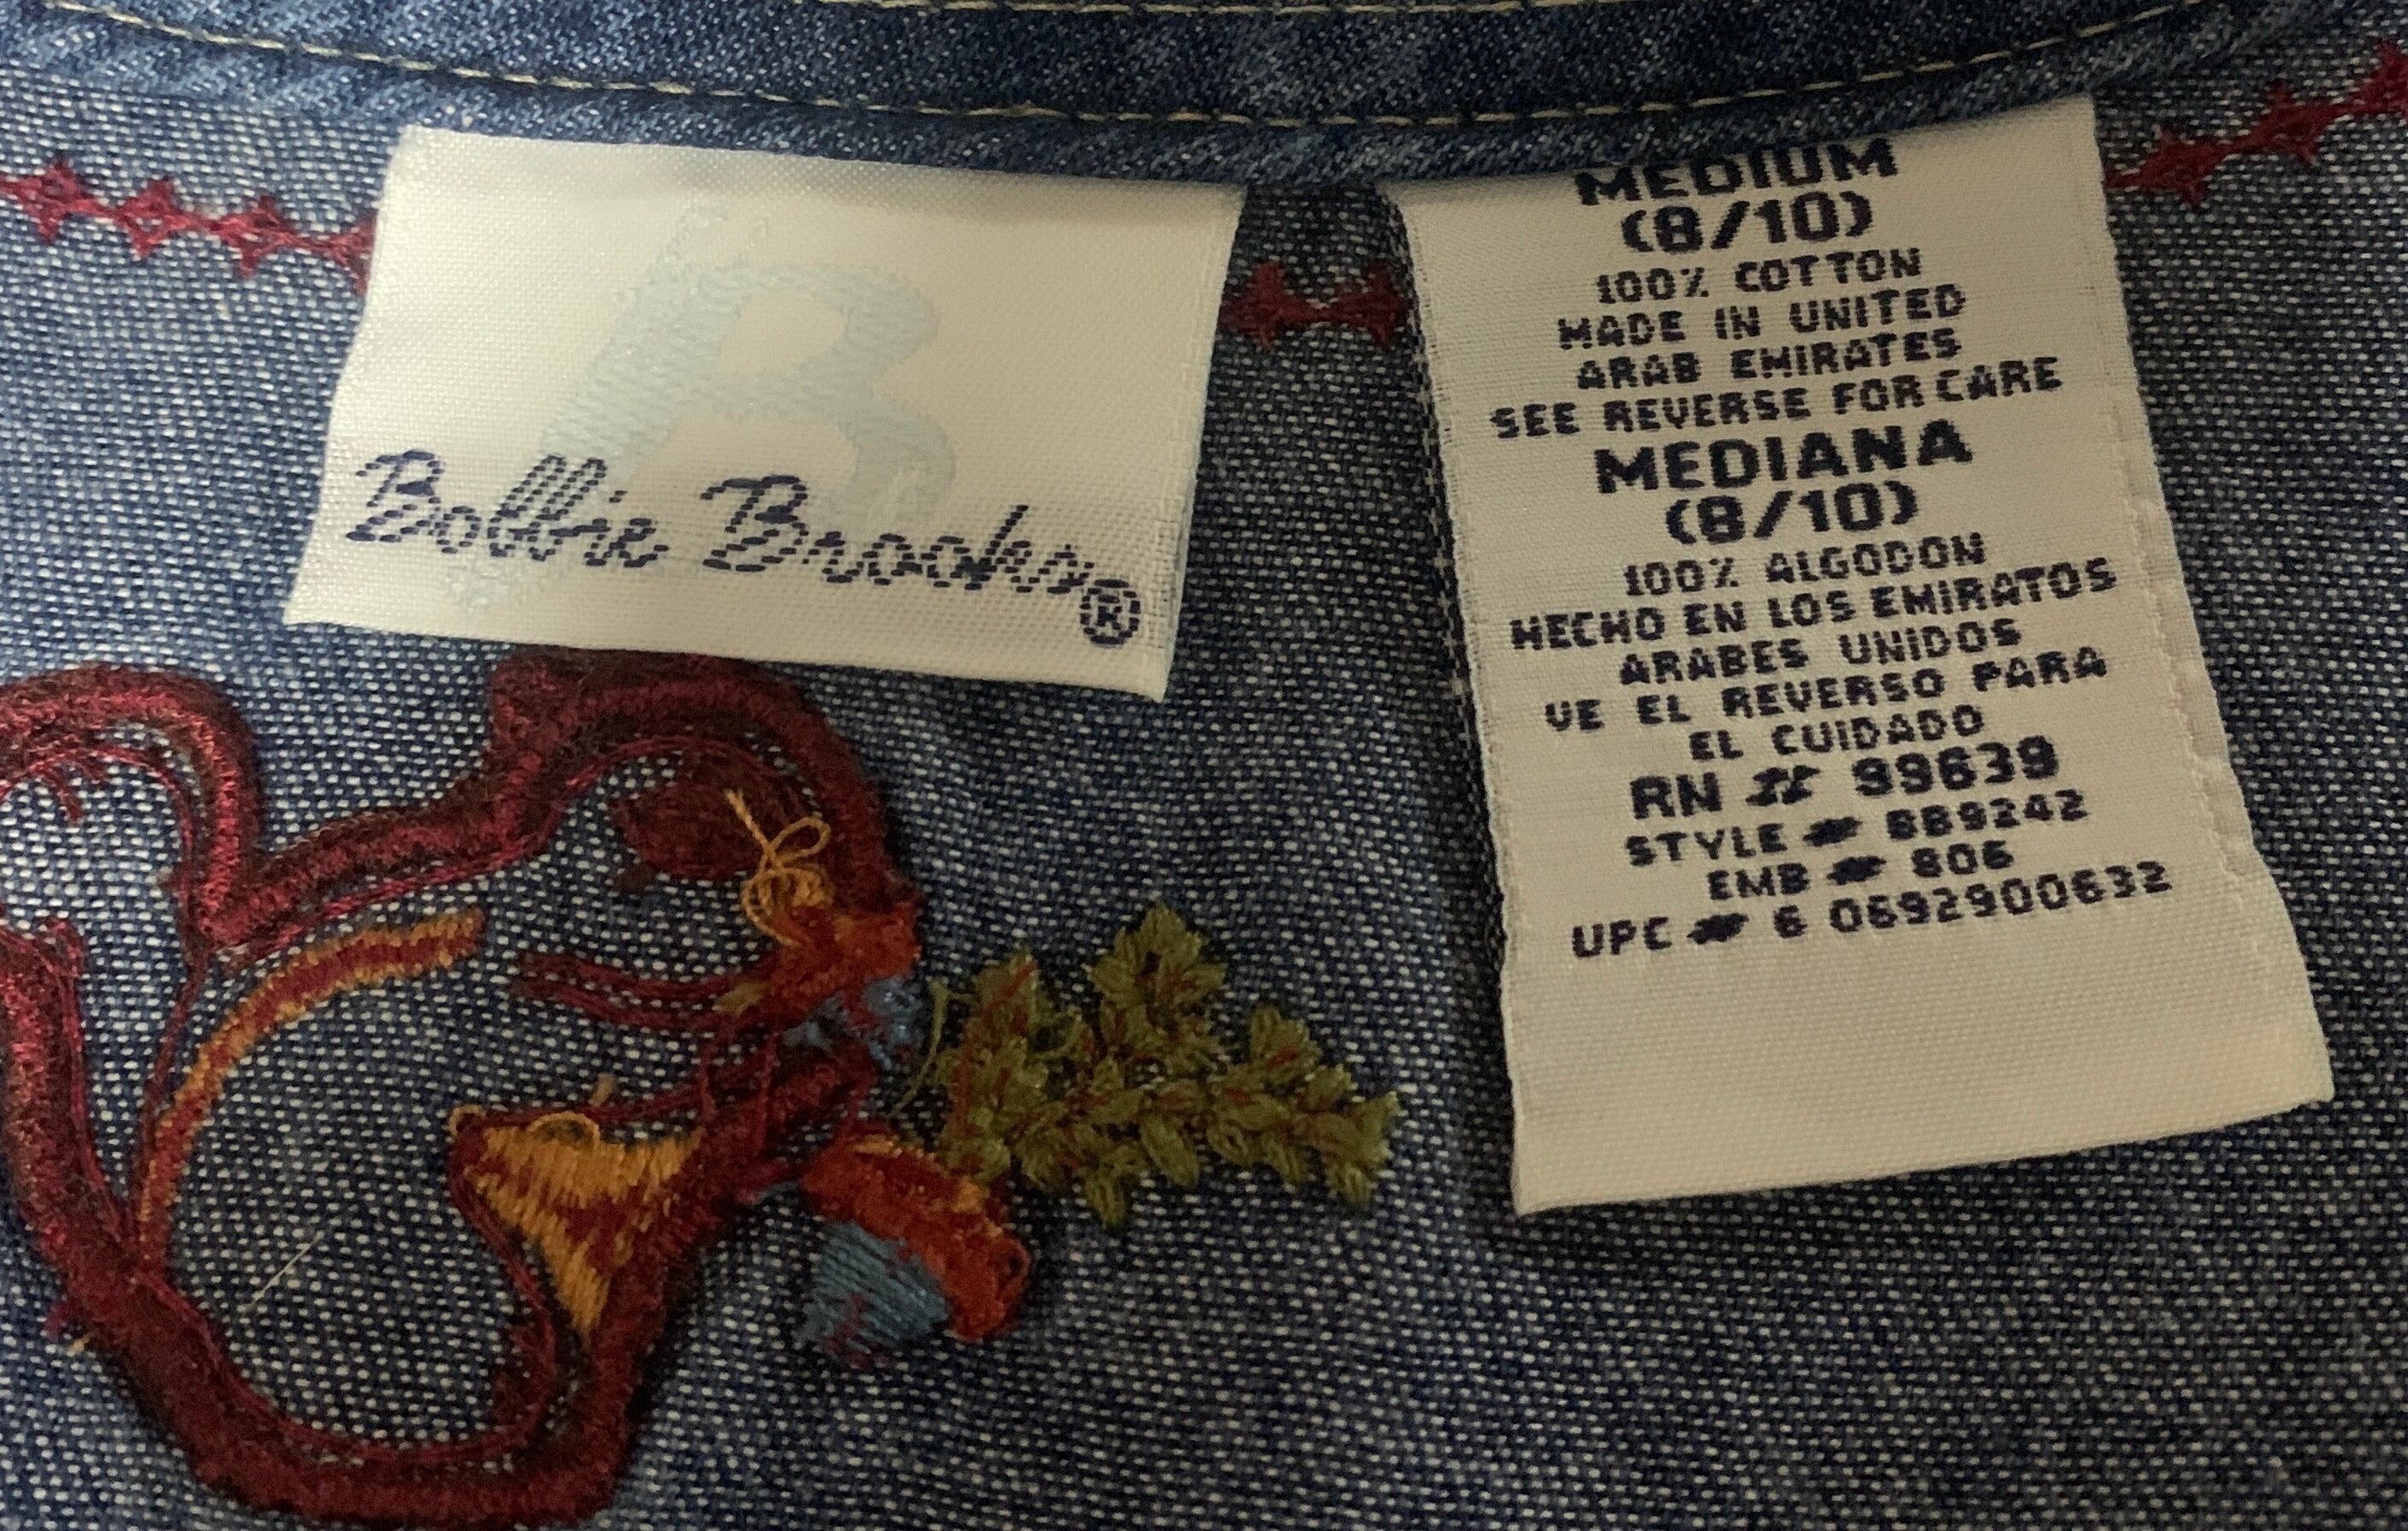 B
Bobbie Brooks®
MEDIUM
(8/10)
100% COTTON
MADE IN UNITED
ARAB EMIRATES
SEE REVERSE FOR CARE
MEDIANA
(8/10)
100% ALGODON
HECHO EN LOS EMIRATOS
ARABES UNIDOS
VE EL REVERSO PARA
EL CUIDADO
RN # 99639
STYLE # BB9242
EMB # 806
UPC # 6 0692900632